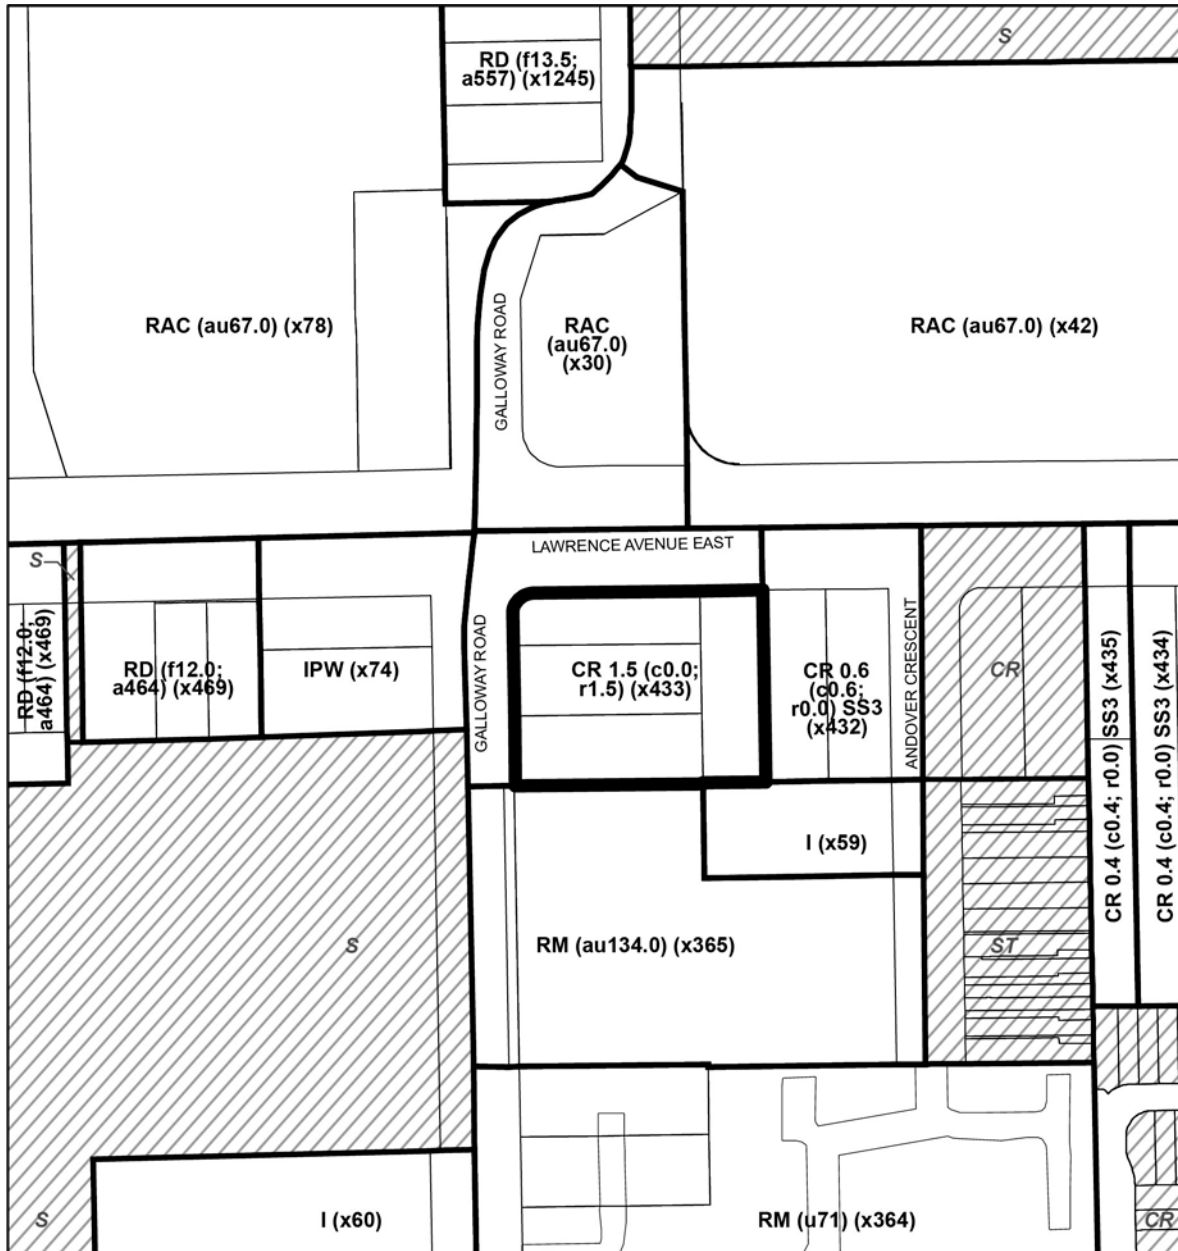 S
RD (f13.5;
a557) (x1245)
RAC (au67.0) (x78)
GALLOWAY ROAD
RAC
(au67.0)
(x30)
RAC (au67.0) (x42)
LAWRENCE AVENUE EAST
S
RD (f12.0;
a464) (x469)
RD (f12.0;
a464) (x469)
IPW (x74)
GALLOWAY ROAD
CR 1.5 (c0.0;
r1.5) (x433)
CR 0.6
(c0.6;
r0.0) SS3
(x432)
ANDOVER CRESCENT
CR
CR 0.4 (c0.4; r0.0) SS3 (x435)
CR 0.4 (c0.4; r0.0) SS3 (x434)
I (x59)
S
RM (au134.0) (x365)
ST
S
I (x60)
RM (u71) (x364)
CR